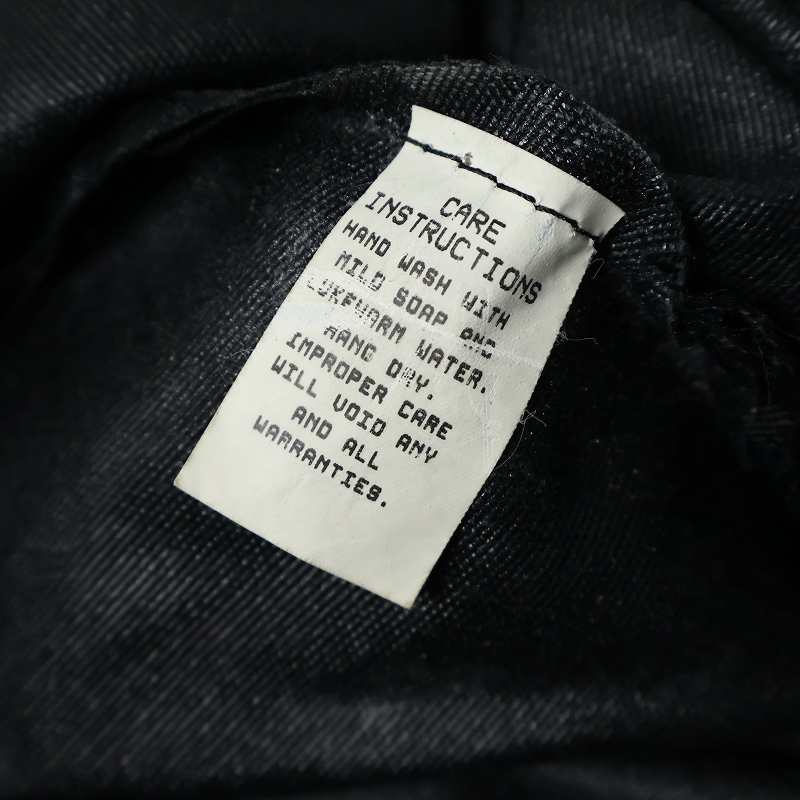 CARE
INSTRUCTIONS
HAND WASH WITH
MILD SOAP AND
LUKEWARM WATER.
HANG DRY.
IMPROPER CARE
WILL VOID ANY
AND ALL
WARRANTIES.